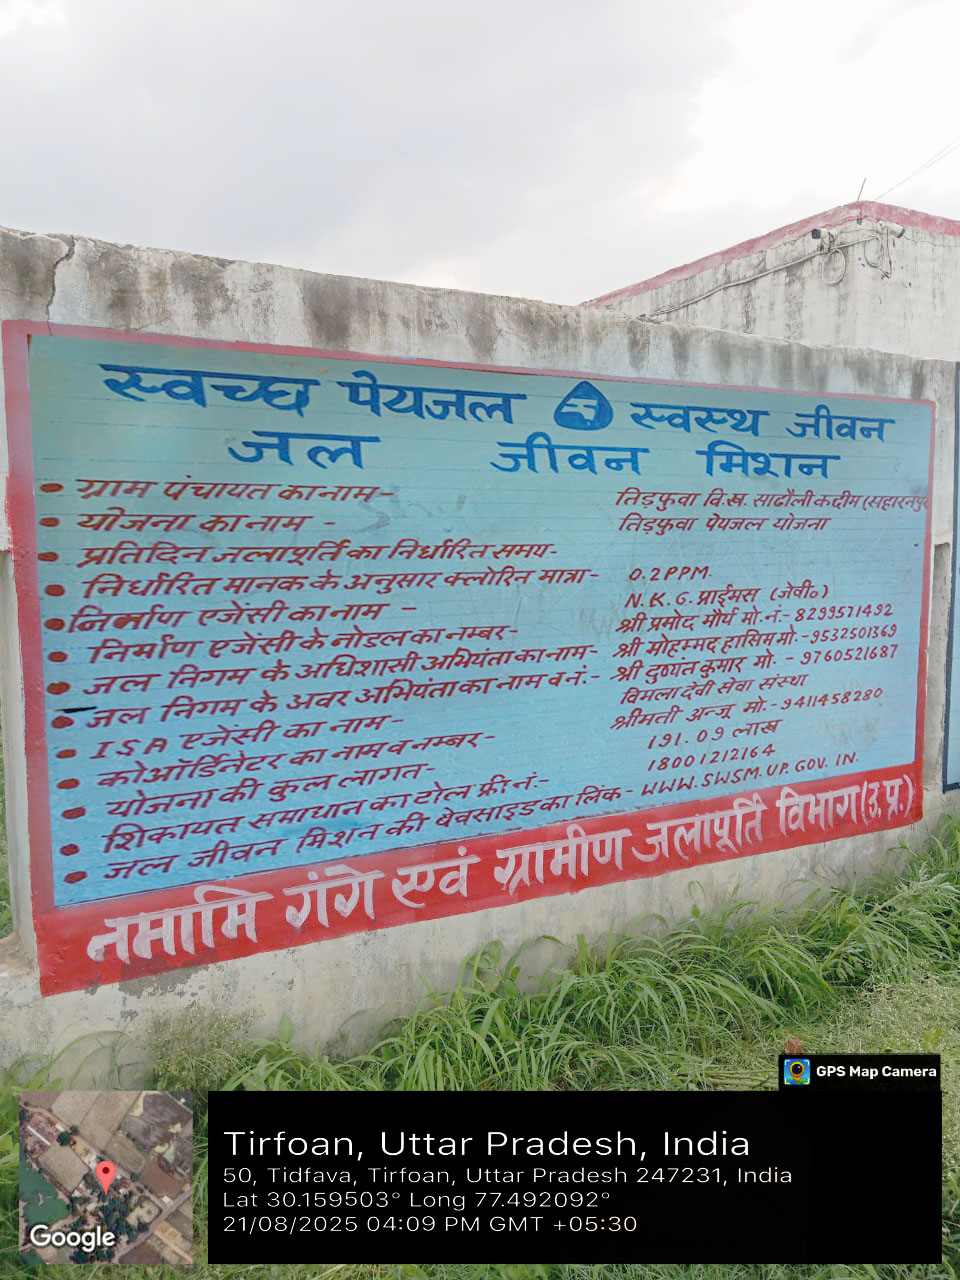 स्वच्छ पेयजल स्वस्थ जीवन
जल जीवन मिशन
ग्राम पंचायत का नाम- तिड़फुवा वि.ख. साढौली कदीम (सहारनपुर
योजना का नाम - तिड़फुवा पेयजल योजना
प्रतिदिन जलापूर्ति का निर्धारित समय-
निर्धारित मानक के अनुसार क्लोरिन मात्रा- 0.2PPM.
निर्माण एजेंसी का नाम - N.K.G. प्राईमस (जेवी०)
निर्माण एजेंसी के नोडल का नम्बर- श्री प्रमोद मौर्य मो.नं.- 8299571492
जल निगम के अधिशासी अभियंता का नाम- श्री मोहम्मद हासिम मो.-9532501369
जल निगम के अवर अभियंता का नाम व नं.- श्री दुष्यंत कुमार मो. - 9760521687
ISA एजेंसी का नाम- विमला देवी सेवा संस्था
कोऑर्डिनेटर का नाम व नम्बर- श्रीमती अन्जू मो.-9411458280
योजना की कुल लागत- 191.09 लाख
शिकायत समाधान का टोल फ्री नं.- 18001212164
जल जीवन मिशन की बेवसाइड का लिंक- WWW.SWSM.UP.GOV.IN.
नमामि गंगे एवं ग्रामीण जलापूर्ति विभाग (उ.प्र.)
GPS Map Camera
Tirfoan, Uttar Pradesh, India
50, Tidfava, Tirfoan, Uttar Pradesh 247231, India
Lat 30.159503° Long 77.492092°
21/08/2025 04:09 PM GMT +05:30
Google